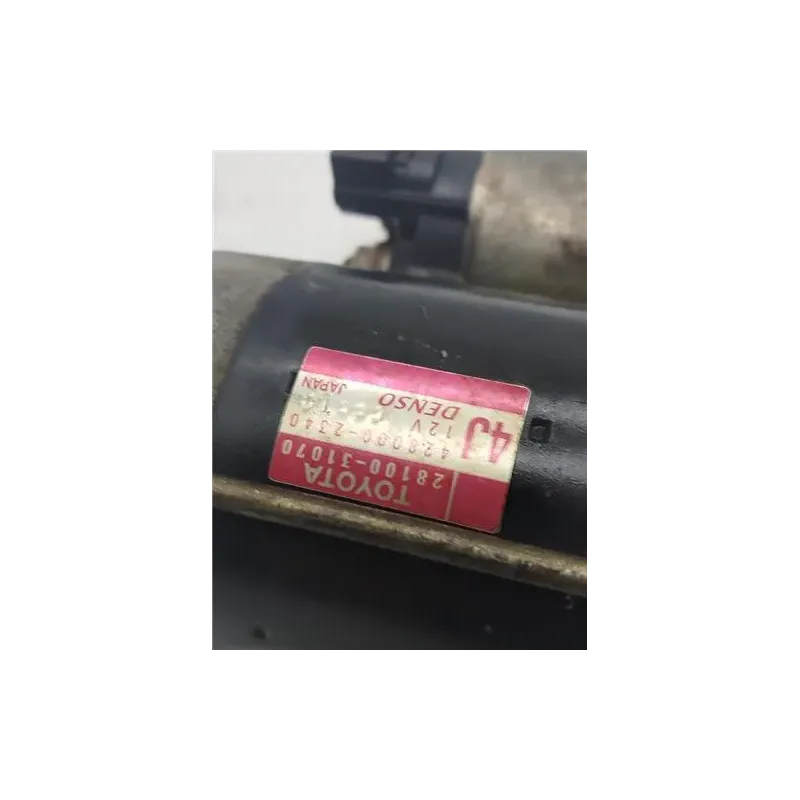 TOYOTA
28100-31070
428000-2340
4J
12V
DENSO
JAPAN